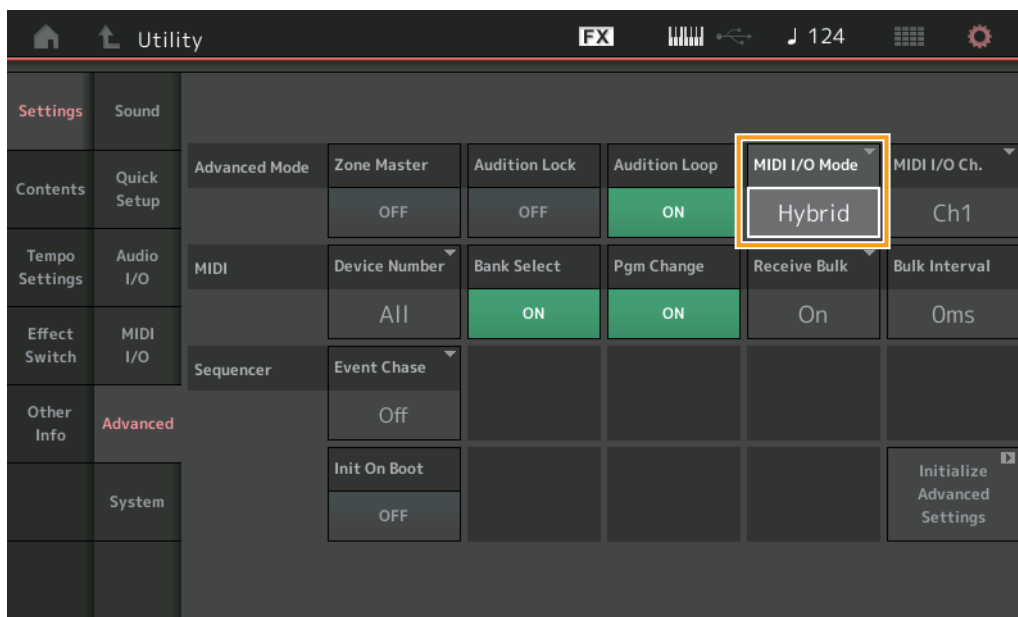 Utility
FX
♩ 124
Settings
Sound
Contents
Quick
Setup
Tempo
Settings
Audio
I/O
Effect
Switch
MIDI
I/O
Other
Info
Advanced
System
Advanced Mode
Zone Master
OFF
Audition Lock
OFF
Audition Loop
ON
MIDI I/O Mode
Hybrid
MIDI I/O Ch.
Ch1
MIDI
Device Number
All
Bank Select
ON
Pgm Change
ON
Receive Bulk
On
Bulk Interval
0ms
Sequencer
Event Chase
Off
Init On Boot
OFF
Initialize
Advanced
Settings